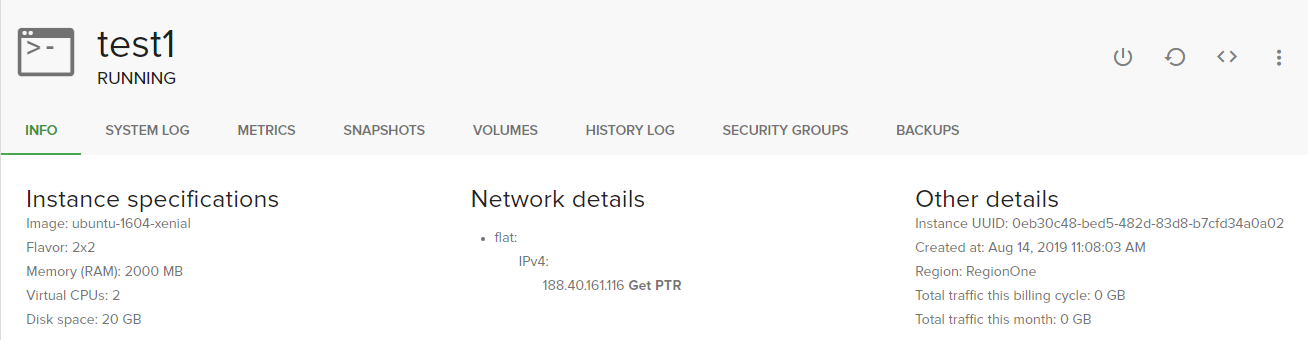 test1
RUNNING
INFO SYSTEM LOG METRICS SNAPSHOTS VOLUMES HISTORY LOG SECURITY GROUPS BACKUPS
Instance specifications
Image: ubuntu-1604-xenial
Flavor: 2x2
Memory (RAM): 2000 MB
Virtual CPUs: 2
Disk space: 20 GB
Network details
flat:
IPv4:
188.40.161.116 Get PTR
Other details
Instance UUID: 0eb30c48-bed5-482d-83d8-b7cfd34a0a02
Created at: Aug 14, 2019 11:08:03 AM
Region: RegionOne
Total traffic this billing cycle: 0 GB
Total traffic this month: 0 GB